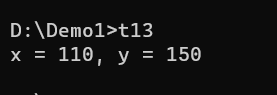 D:\Demo1>t13
x = 110, y = 150